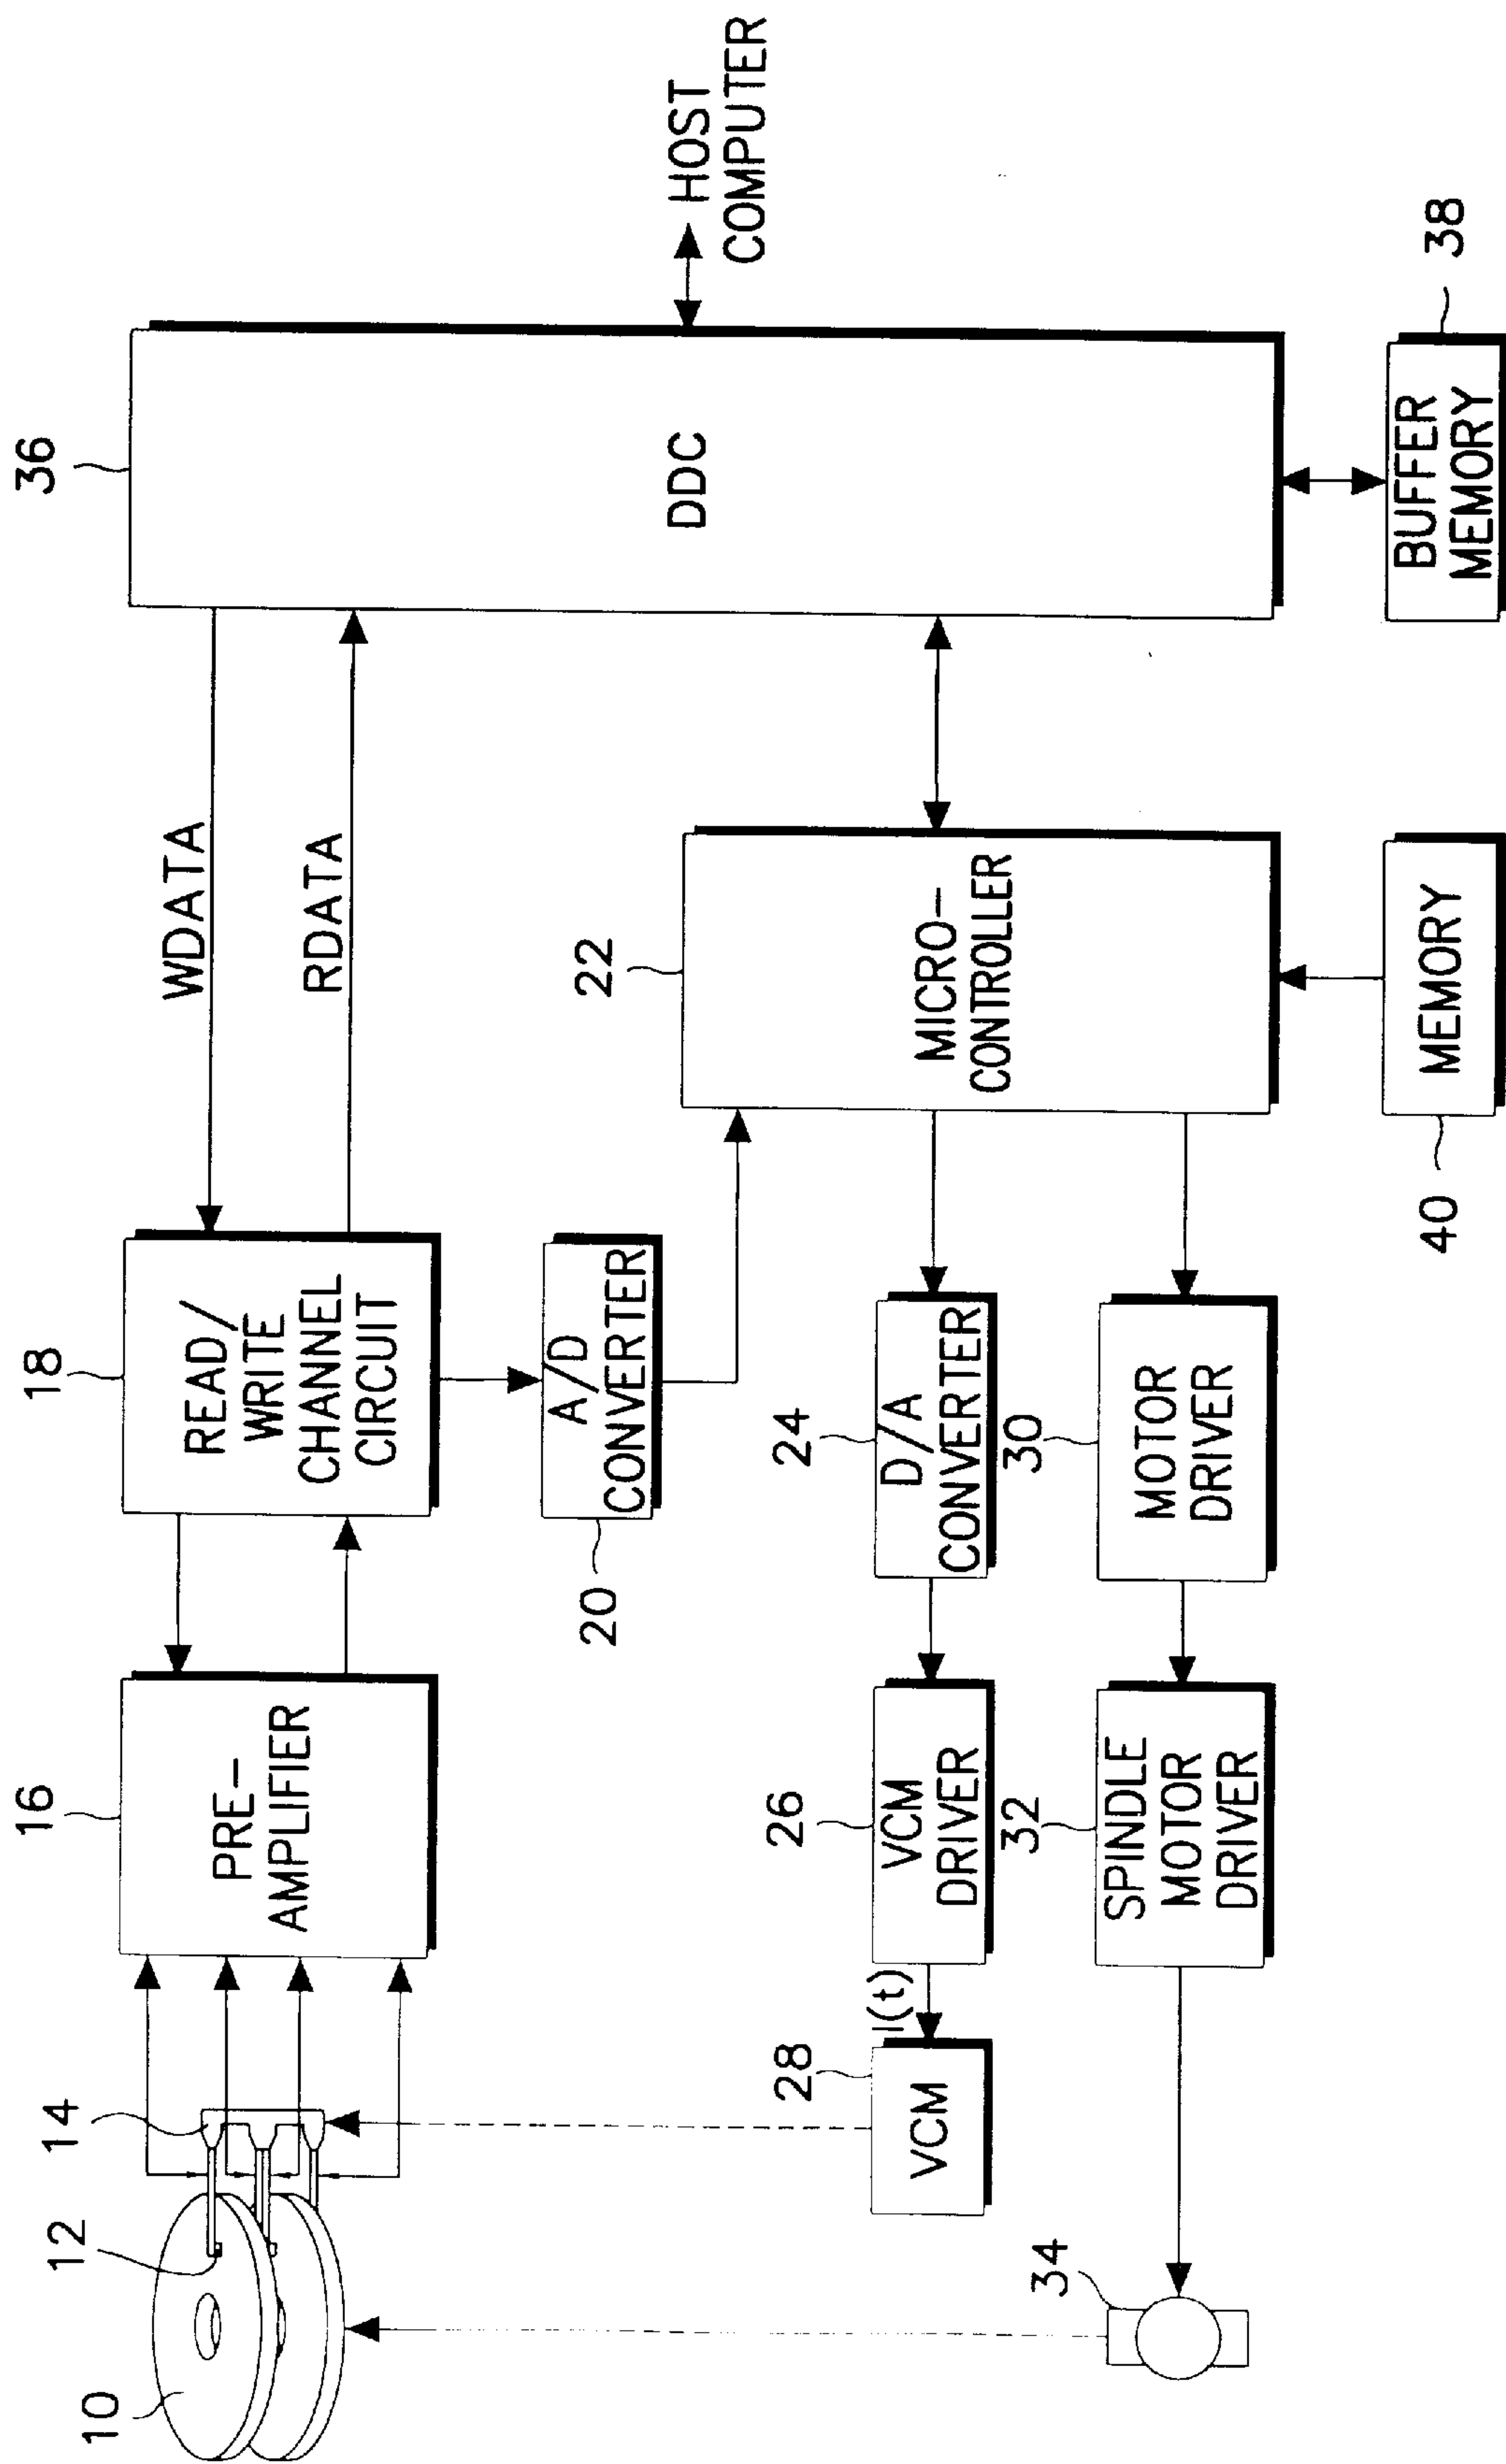 10
12
14
16
PRE-
AMPLIFIER
18
READ/
WRITE
CHANNEL
CIRCUIT
WDATA
RDATA
36
DDC
HOST
COMPUTER
20
A/D
CONVERTER
22
MICRO-
CONTROLLER
28
VCM
I(t)
26
VCM
DRIVER
24
D/A
CONVERTER
34
32
SPINDLE
MOTOR
DRIVER
30
MOTOR
DRIVER
40
MEMORY
BUFFER
MEMORY
38